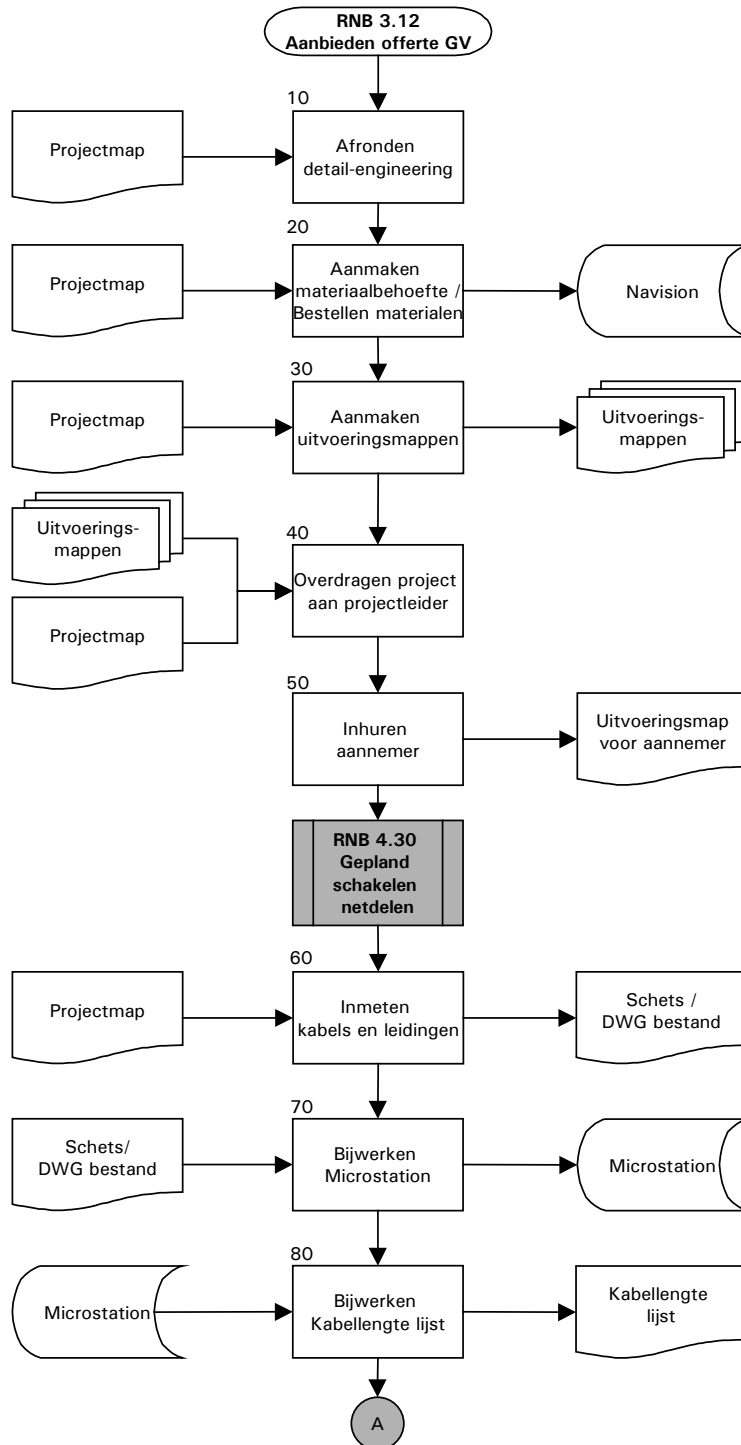 RNB 3.12
Aanbieden offerte GV
10
Projectmap
Afronden
detail-engineering
20
Projectmap
Aanmaken
materiaalbehoefte /
Bestellen materialen
Navision
30
Projectmap
Aanmaken
uitvoeringsmappen
Uitvoerings-
mappen
Uitvoerings-
mappen
40
Overdragen project
aan projectleider
Projectmap
50
Inhuren
aannemer
Uitvoeringsmap
voor aannemer
RNB 4.30
Gepland
schakelen
netdelen
60
Projectmap
Inmeten
kabels en leidingen
Schets /
DWG bestand
70
Schets/
DWG bestand
Bijwerken
Microstation
Microstation
80
Microstation
Bijwerken
Kabellengte lijst
Kabellengte
lijst
A